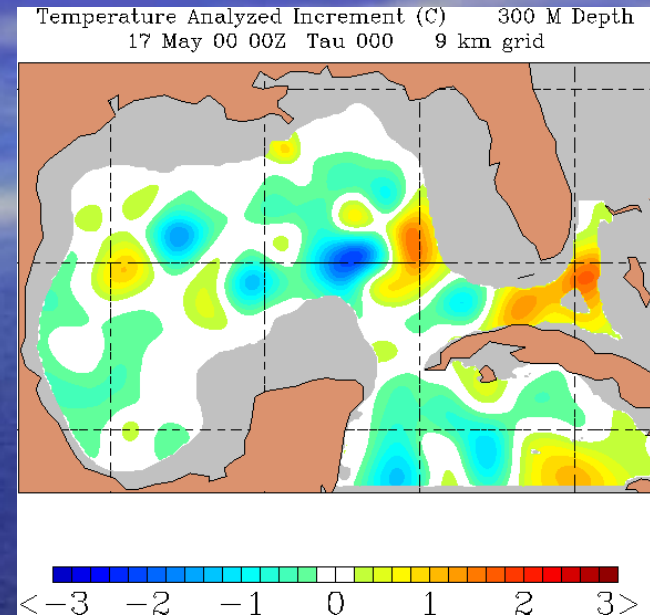 Temperature Analyzed Increment (C) 300 M Depth
17 May 00 00Z Tau 000 9 km grid
<-3 -2 -1 0 1 2 3>